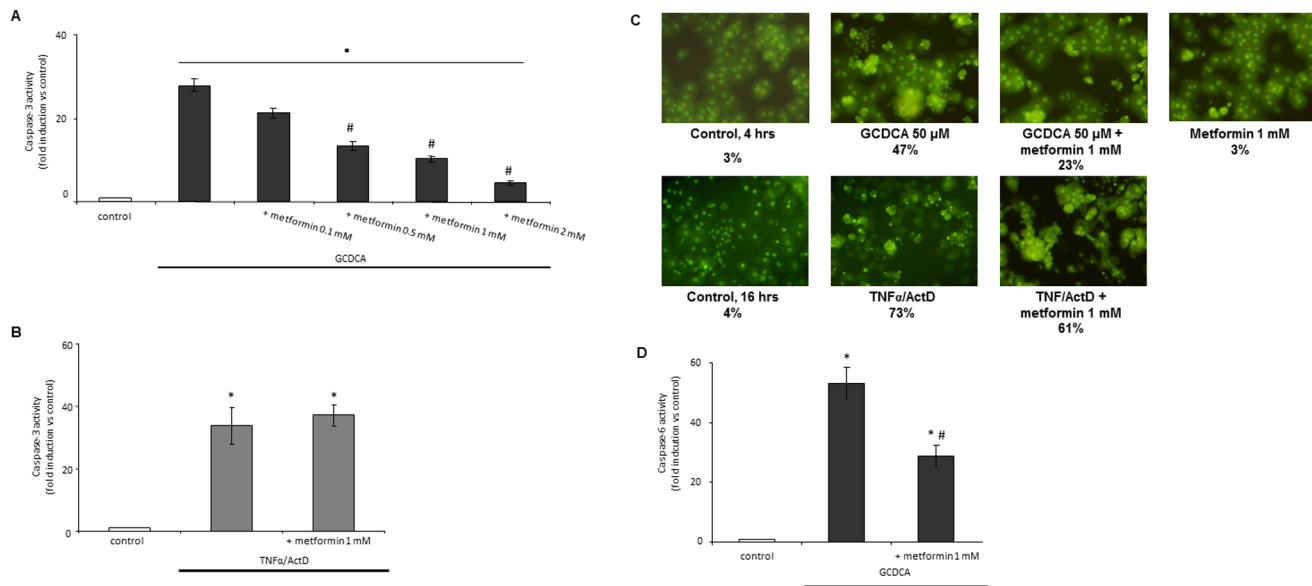 A
Caspase-3 activity
(fold induction vs control)
40
20
0
*
#
#
#
control
+ metformin 0.1 mM
+ metformin 0.5 mM
+ metformin 1 mM
+ metformin 2 mM
GCDCA
B
Caspase-3 activity
(fold induction vs control)
60
40
20
0
*
*
control
+ metformin 1 mM
TNFα/ActD
C
Control, 4 hrs
3%
GCDCA 50 µM
47%
GCDCA 50 µM +
metformin 1 mM
23%
Metformin 1 mM
3%
Control, 16 hrs
4%
TNFα/ActD
73%
TNF/ActD +
metformin 1 mM
61%
D
Caspase-6 activity
(fold induction vs control)
60
40
20
0
*
* #
control
+ metformin 1 mM
GCDCA